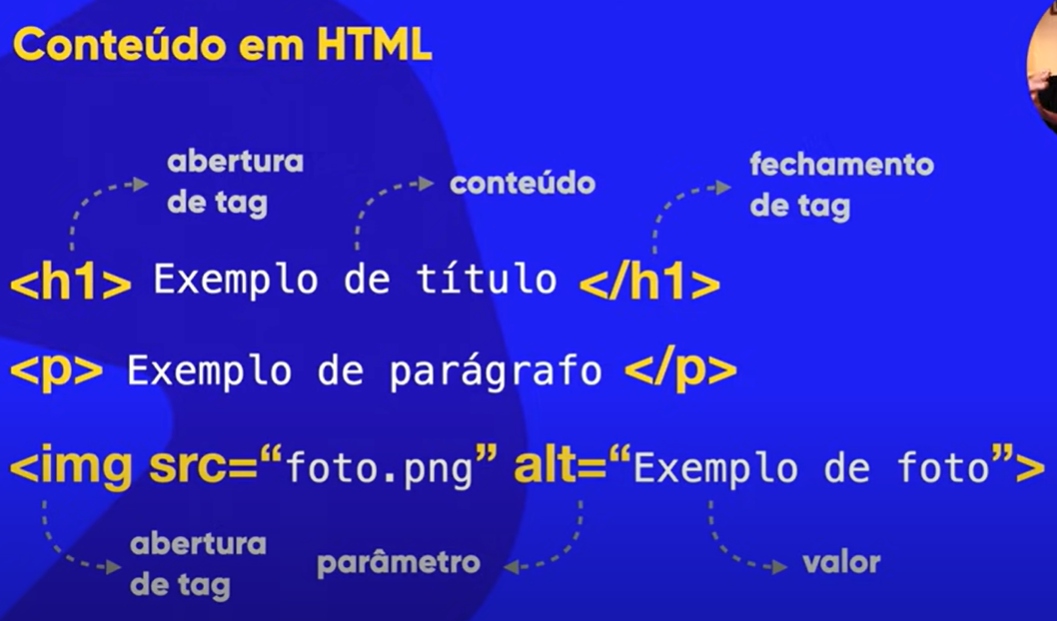 Conteúdo em HTML
abertura
de tag
conteúdo
fechamento
de tag
<h1> Exemplo de título </h1>
<p> Exemplo de parágrafo </p>
<img src=“foto.png” alt=“Exemplo de foto”>
abertura
de tag
parâmetro
valor